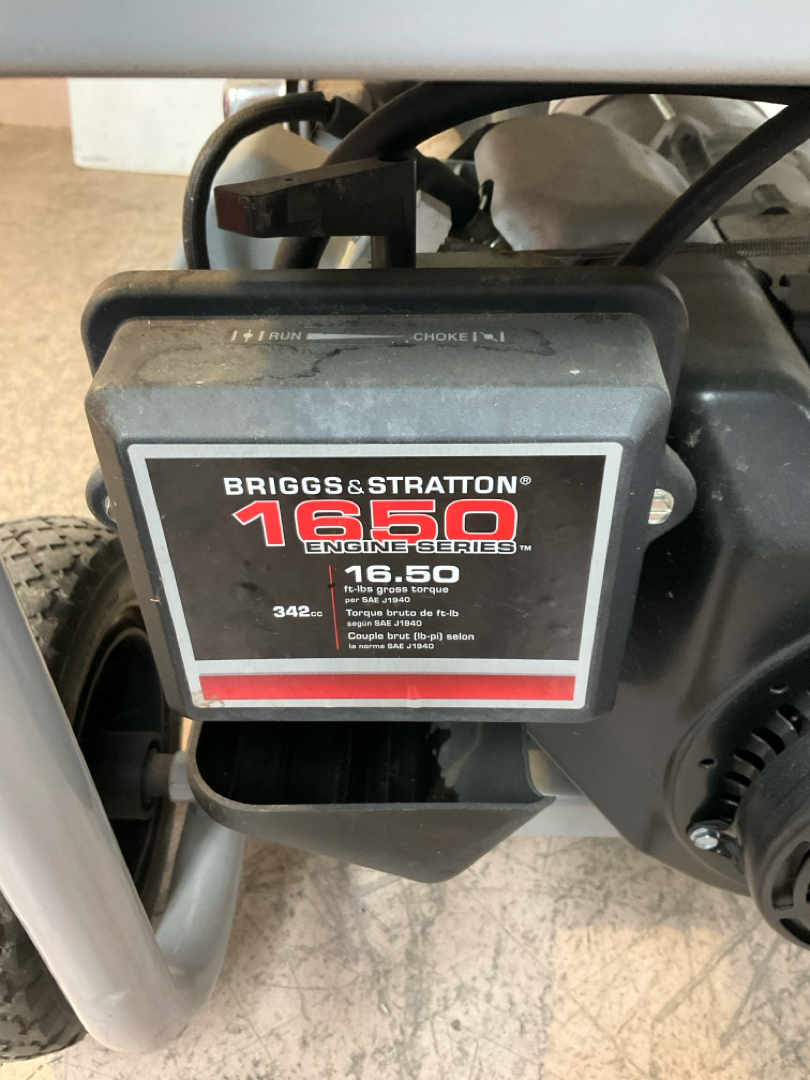 RUN CHOKE
BRIGGS & STRATTON®
1650
ENGINE SERIES™
16.50
ft-lbs gross torque
per SAE J1940
342cc
Torque bruto de ft-lb
según SAE J1940
Couple brut (lb-pi) selon
la norme SAE J1940